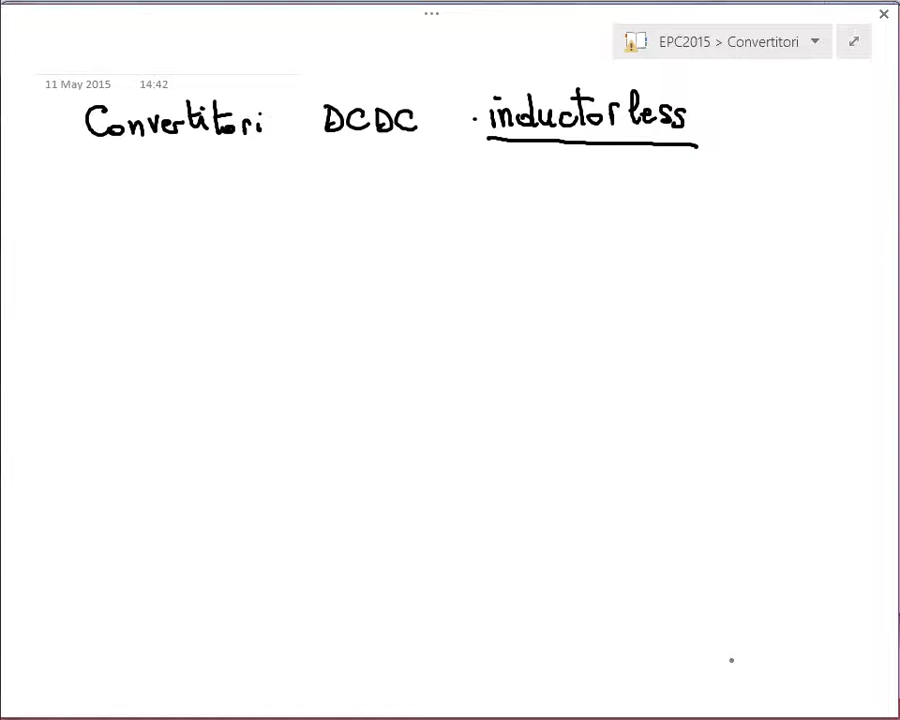 EPC2015 > Convertitori
11 May 2015 14:42
Convertitori DCDC inductorless